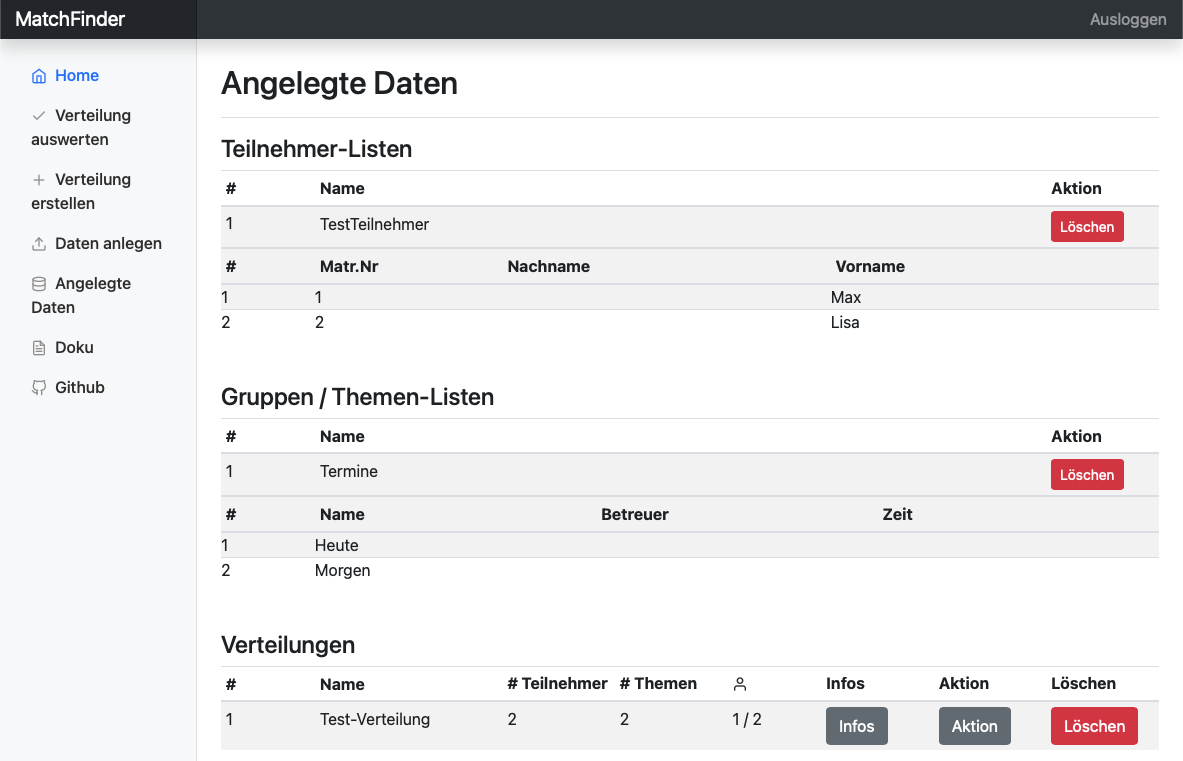 MatchFinder
Ausloggen
Home
Verteilung
auswerten
Verteilung
erstellen
Daten anlegen
Angelegte
Daten
Doku
Github
Angelegte Daten
Teilnehmer-Listen
# Name Aktion
1 TestTeilnehmer Löschen
# Matr.Nr Nachname Vorname
1 1 Max
2 2 Lisa
Gruppen / Themen-Listen
# Name Aktion
1 Termine Löschen
# Name Betreuer Zeit
1 Heute
2 Morgen
Verteilungen
# Name # Teilnehmer # Themen Infos Aktion Löschen
1 Test-Verteilung 2 2 1 / 2 Infos Aktion Löschen